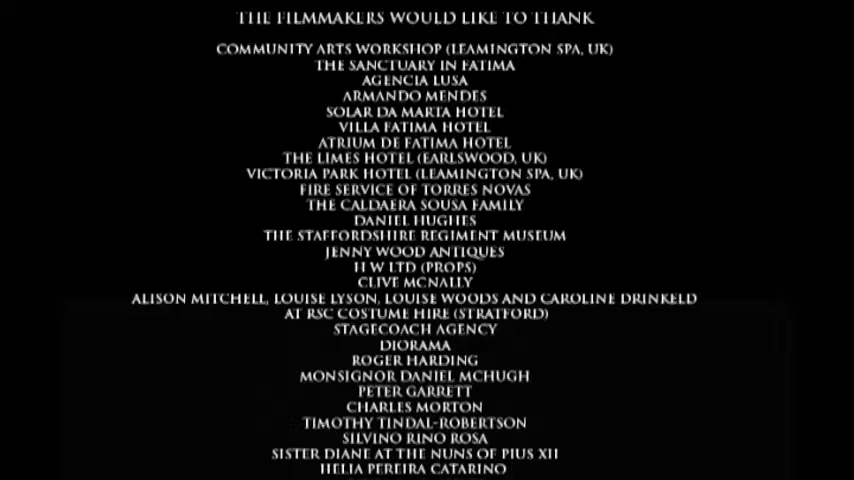 THE FILMMAKERS WOULD LIKE TO THANK
COMMUNITY ARTS WORKSHOP (LEAMINGTON SPA, UK)
THE SANCTUARY IN FATIMA
AGENCIA LUSA
ARMANDO MENDES
SOLAR DA MARTA HOTEL
VILLA FATIMA HOTEL
ATRIUM DE FATIMA HOTEL
THE LIMES HOTEL (EARLSWOOD, UK)
VICTORIA PARK HOTEL (LEAMINGTON SPA, UK)
FIRE SERVICE OF TORRES NOVAS
THE CALDAERA SOUSA FAMILY
DANIEL HUGHES
THE STAFFORDSHIRE REGIMENT MUSEUM
JENNY WOOD ANTIQUES
H W LTD (PROPS)
CLIVE MCNALLY
ALISON MITCHELL, LOUISE LYSON, LOUISE WOODS AND CAROLINE DRINKELD
AT RSC COSTUME HIRE (STRATFORD)
STAGECOACH AGENCY
DIORAMA
ROGER HARDING
MONSIGNOR DANIEL MCHUGH
PETER GARRETT
CHARLES MORTON
TIMOTHY TINDAL-ROBERTSON
SILVINO RINO ROSA
SISTER DIANE AT THE NUNS OF PIUS XII
HELIA PEREIRA CATARINO